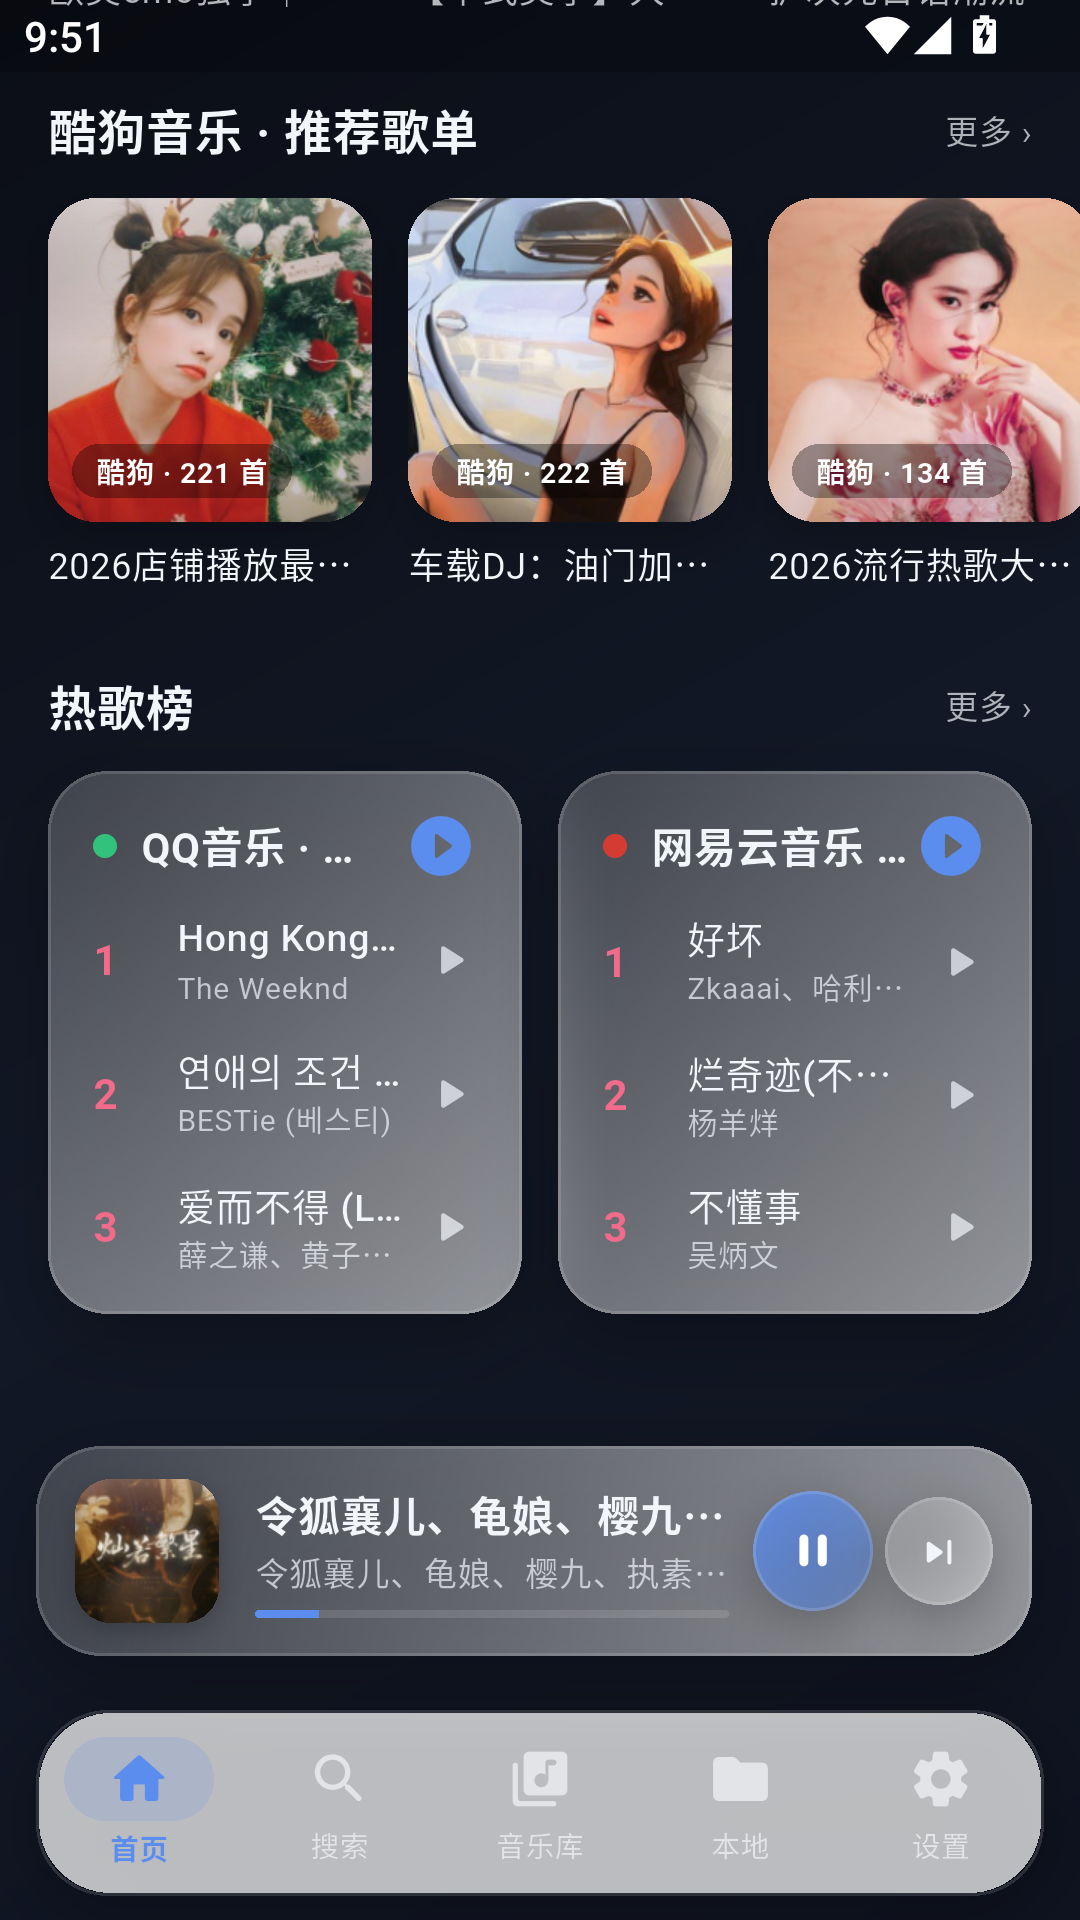 9:51
酷狗音乐 · 推荐歌单
更多 ›
酷狗 · 221 首
酷狗 · 222 首
酷狗 · 134 首
2026店铺播放最…
车载DJ：油门加…
2026流行热歌大…
热歌榜
更多 ›
QQ音乐 · ...
1
Hong Kong...
The Weeknd
2
연애의 조건 ...
BESTie (베스티)
3
爱而不得 (L...
薛之谦、黄子…
网易云音乐 ...
1
好坏
Zkaaai、哈利…
2
烂奇迹(不…
杨羊烊
3
不懂事
吴炳文
灿若繁星
令狐襄儿、龟娘、樱九…
令狐襄儿、龟娘、樱九、执素…
首页
搜索
音乐库
本地
设置